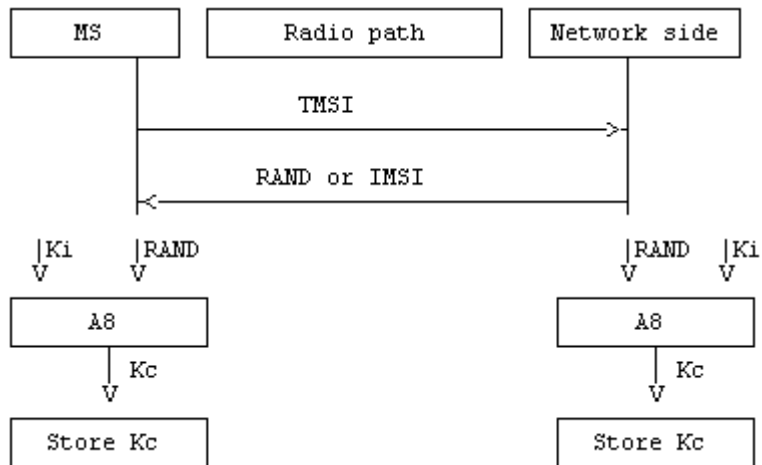 MS Radio path Network side
TMSI
RAND or IMSI
Ki RAND RAND Ki
A8 A8
Kc Kc
Store Kc Store Kc